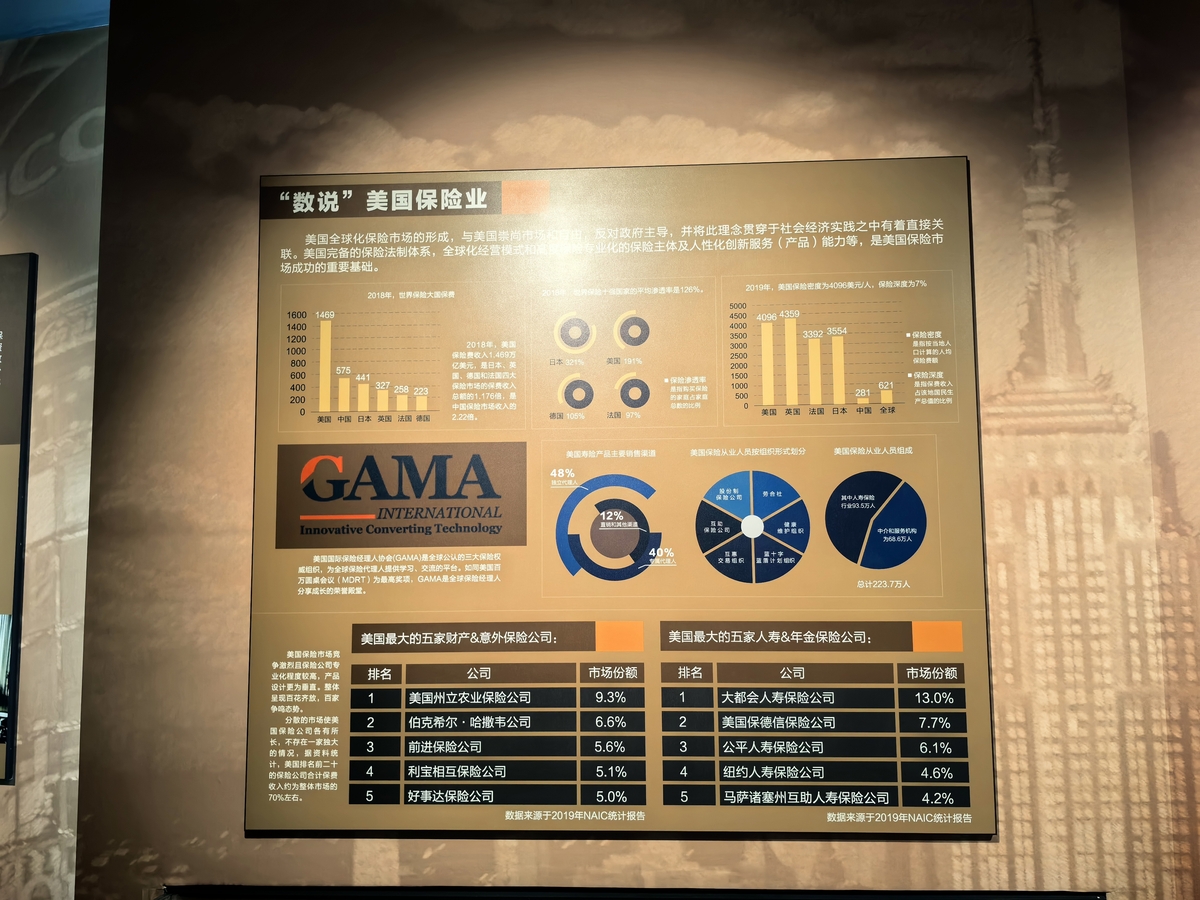 “数说”美国保险业
美国全球化保险市场的形成，与美国崇尚市场 反对政府主导，并将此理念贯穿于社会经济实践之中有着直接关
联。美国完备的保险法制体系，全球化经营模式和 专业化的保险主体及人性化创新服务（产品）能力等，是美国保险市
场成功的重要基础。
2018年，世界保险大国保费
1600
1400
1200
1000
800
600
400
200
0
1469
575
441
327
258
223
美国 中国 日本 英国 法国 德国
2018年，美国
保险费收入1.469万
亿美元，是日本、英
国、德国和法国四大
保险市场的保费收入
总额的1.176倍，是
中国保险市场收入的
2.22倍。
国家的平均渗透率是126%。
日本 321%
英国 191%
德国 105%
法国 97%
保险渗透率
是指购买保险
的家庭占家庭
总数的比例
2019年，美国保险密度为4096美元/人，保险深度为7%
5000
4500
4000
3500
3000
2500
2000
1500
1000
500
0
4096
4359
3392
3554
281
621
美国 英国 法国 日本 中国 全球
保险密度
是指按当地人
口计算的人均
保险费额
保险深度
是指保费收入
占该地国民生
产总值的比例
GAMA
INTERNATIONAL
Innovative Converting Technology
美国国际保险经理人协会(GAMA)是全球公认的三大保险权
威组织，为全球保险代理人提供学习、交流的平台。如同美国百
万圆桌会议（MDRT）为最高奖项，GAMA是全球保险经理人
分享成长的荣誉殿堂。
美国寿险产品主要销售渠道
48%
独立代理人
12%
直销和其他渠道
40%
专属代理人
美国保险从业人员按组织形式划分
股份制
保险公司
劳合社
互助
保险公司
健康
维护组织
互惠
交易组织
蓝十字
蓝盾计划组织
美国保险从业人员组成
其中人寿保险
行业93.5万人
中介和服务机构
为68.6万人
总计223.7万人
美国保险市场竞
争激烈且保险公司专
业化程度较高，产品
设计更为垂直。整体
呈现百花齐放，百家
争鸣态势。
分散的市场使美
国保险公司各有所
长，不存在一家独大
的情况，据资料统
计，美国排名前二十
的保险公司合计保费
收入约为整体市场的
70%左右。
美国最大的五家财产&意外保险公司：
排名 公司 市场份额
1 美国州立农业保险公司 9.3%
2 伯克希尔·哈撒韦公司 6.6%
3 前进保险公司 5.6%
4 利宝相互保险公司 5.1%
5 好事达保险公司 5.0%
数据来源于2019年NAIC统计报告
美国最大的五家人寿&年金保险公司：
排名 公司 市场份额
1 大都会人寿保险公司 13.0%
2 美国保德信保险公司 7.7%
3 公平人寿保险公司 6.1%
4 纽约人寿保险公司 4.6%
5 马萨诸塞州互助人寿保险公司 4.2%
数据来源于2019年NAIC统计报告